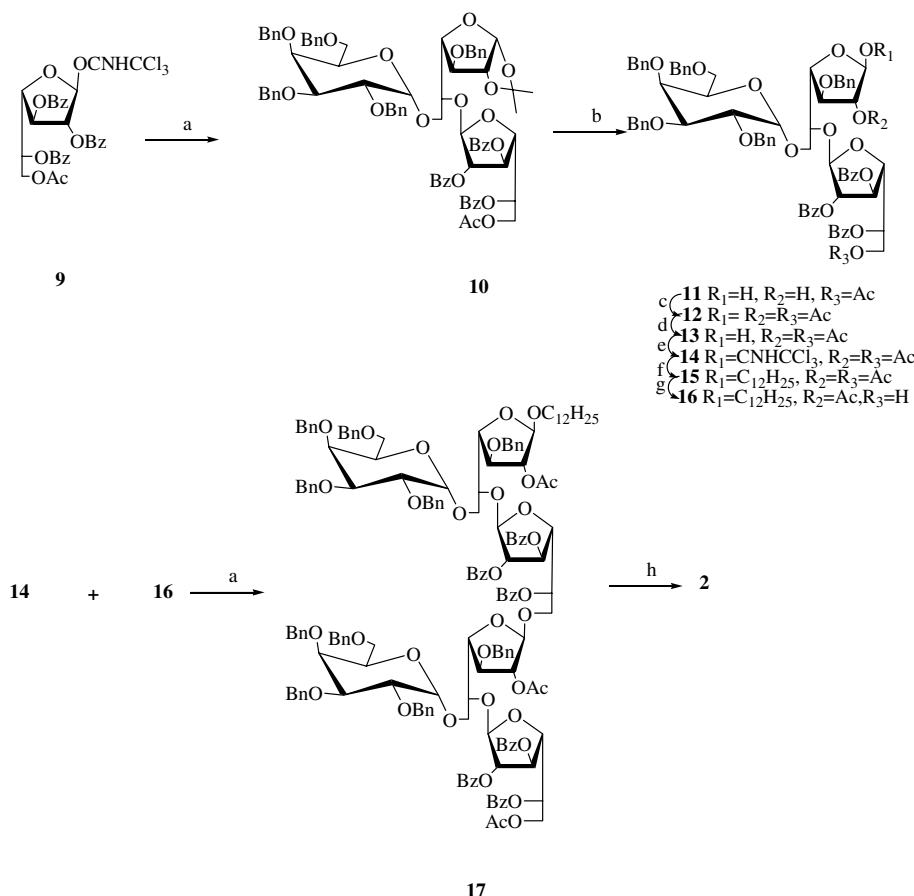 OCNHCCl3
O
OBz
OBz
OBz
OAc
9
a
BnO
BnO
O
BnO
OBn
O
O
OBn
O
O
O
O
BzO
BzO
BzO
AcO
10
b
BnO
BnO
O
BnO
OBn
O
O
OR1
OBn
OR2
O
O
BzO
BzO
BzO
R3O
c 11 R1=H, R2=H, R3=Ac
d 12 R1= R2=R3=Ac
e 13 R1=H, R2=R3=Ac
f 14 R1=CNHCCl3, R2=R3=Ac
g 15 R1=C12H25, R2=R3=Ac
16 R1=C12H25, R2=Ac,R3=H
14 + 16
a
BnO
BnO
O
BnO
OBn
O
O
OC12H25
OBn
OAc
O
O
BzO
BzO
BzO
O
O
BnO
BnO
O
BnO
OBn
O
OBn
OAc
O
O
BzO
BzO
BzO
AcO
17
h
2